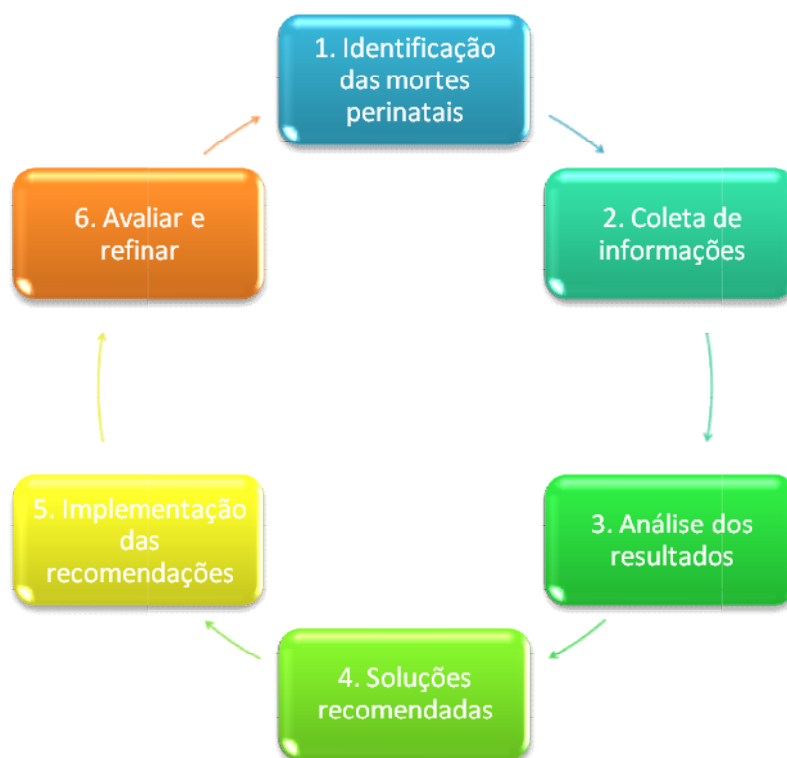 1. Identificação
das mortes
perinatais
2. Coleta de
informações
3. Análise dos
resultados
4. Soluções
recomendadas
5. Implementação
das
recomendações
6. Avaliar e
refinar